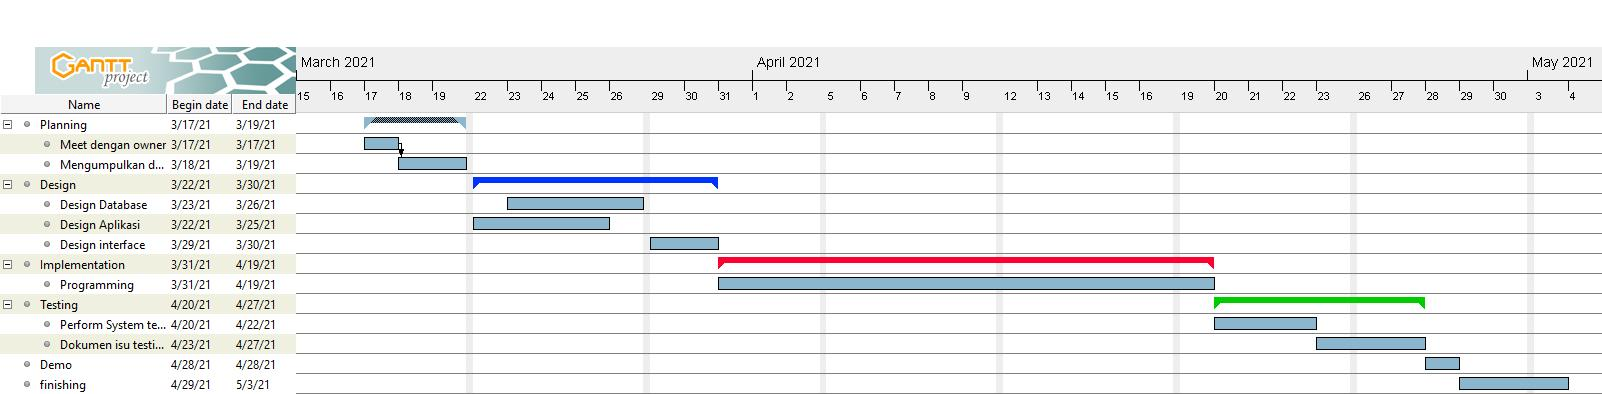 GANTT project
March 2021 April 2021 May 2021
15 16 17 18 19 22 23 24 25 26 29 30 31 1 2 5 6 7 8 9 12 13 14 15 16 19 20 21 22 23 26 27 28 29 30 3 4
Name Begin date End date
Planning 3/17/21 3/19/21
Meet dengan owner 3/17/21 3/17/21
Mengumpulkan d... 3/18/21 3/19/21
Design 3/22/21 3/30/21
Design Database 3/23/21 3/26/21
Design Aplikasi 3/22/21 3/25/21
Design interface 3/29/21 3/30/21
Implementation 3/31/21 4/19/21
Programming 3/31/21 4/19/21
Testing 4/20/21 4/27/21
Perform System te... 4/20/21 4/22/21
Dokumen isu testi... 4/23/21 4/27/21
Demo 4/28/21 4/28/21
finishing 4/29/21 5/3/21